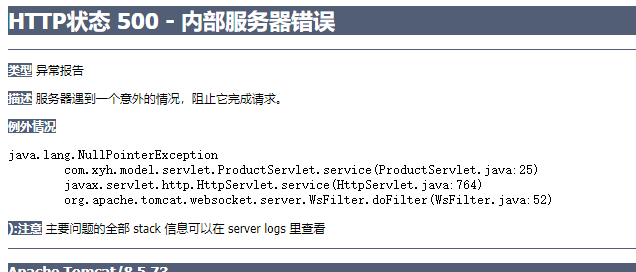 HTTP状态 500 - 内部服务器错误
类型 异常报告
描述 服务器遇到一个意外的情况，阻止它完成请求。
例外情况
java.lang.NullPointerException
com.xyh.model.servlet.ProductServlet.service(ProductServlet.java:25)
javax.servlet.http.HttpServlet.service(HttpServlet.java:764)
org.apache.tomcat.websocket.server.WsFilter.doFilter(WsFilter.java:52)
):注意 主要问题的全部 stack 信息可以在 server logs 里查看
Apache Tomcat/8.5.73